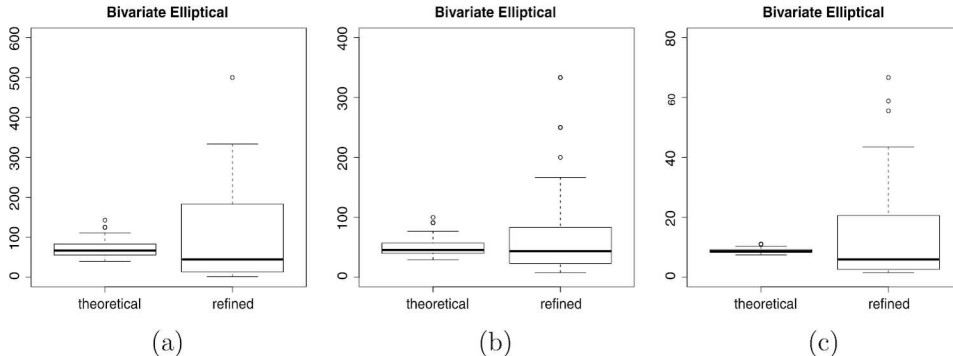 Bivariate Elliptical
600
500
400
300
200
100
0
theoretical refined
(a)
Bivariate Elliptical
400
300
200
100
0
theoretical refined
(b)
Bivariate Elliptical
80
60
40
20
0
theoretical refined
(c)